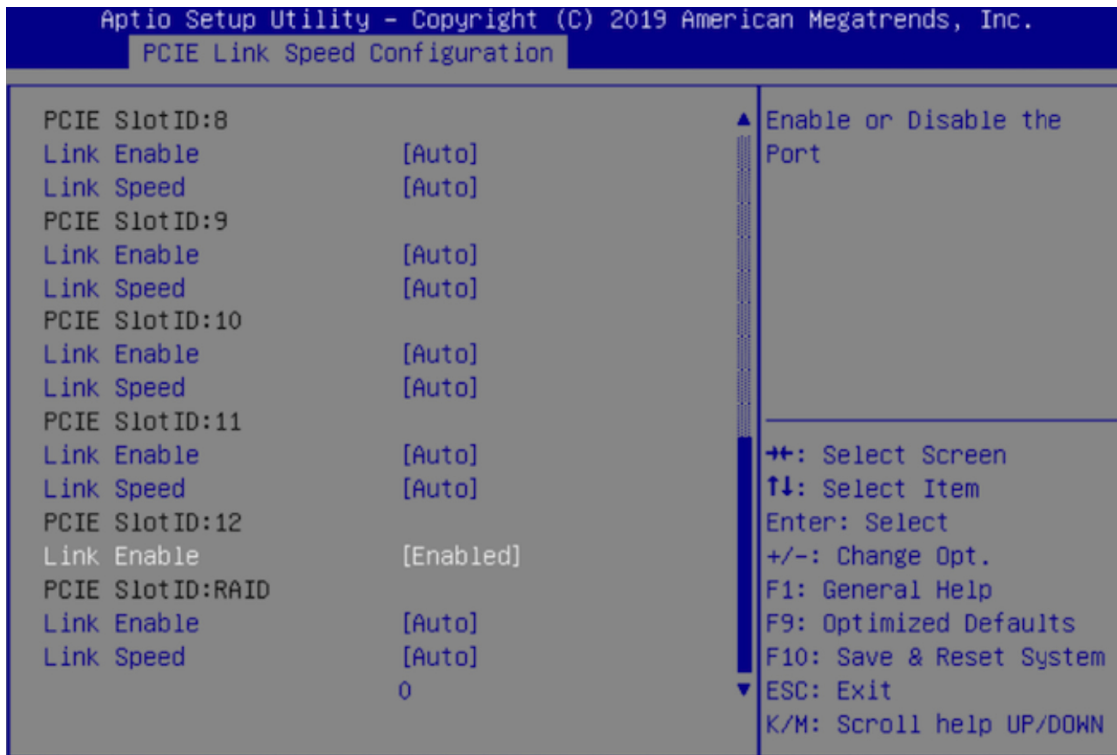 Aptio Setup Utility – Copyright (C) 2019 American Megatrends, Inc.
PCIE Link Speed Configuration
PCIE SlotID:8
Link Enable [Auto]
Link Speed [Auto]
PCIE SlotID:9
Link Enable [Auto]
Link Speed [Auto]
PCIE SlotID:10
Link Enable [Auto]
Link Speed [Auto]
PCIE SlotID:11
Link Enable [Auto]
Link Speed [Auto]
PCIE SlotID:12
Link Enable [Enabled]
PCIE SlotID:RAID
Link Enable [Auto]
Link Speed [Auto]
0
Enable or Disable the
Port
→←: Select Screen
↑↓: Select Item
Enter: Select
+/-: Change Opt.
F1: General Help
F9: Optimized Defaults
F10: Save & Reset System
ESC: Exit
K/M: Scroll help UP/DOWN